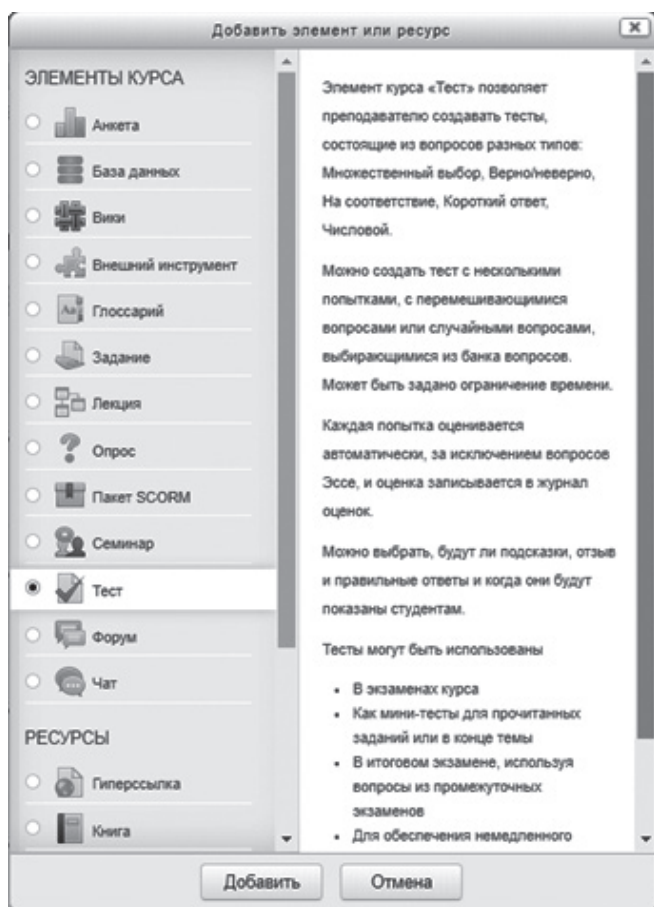 Добавить элемент или ресурс
ЭЛЕМЕНТЫ КУРСА
Анкета
База данных
Вики
Внешний инструмент
Глоссарий
Задание
Лекция
Опрос
Пакет SCORM
Семинар
Тест
Форум
Чат
РЕСУРСЫ
Гиперссылка
Книга
Элемент курса «Тест» позволяет
преподавателю создавать тесты,
состоящие из вопросов разных типов:
Множественный выбор, Верно/неверно,
На соответствие, Короткий ответ,
Числовой.
Можно создать тест с несколькими
попытками, с перемешивающимися
вопросами или случайными вопросами,
выбирающимися из банка вопросов.
Может быть задано ограничение времени.
Каждая попытка оценивается
автоматически, за исключением вопросов
Эссе, и оценка записывается в журнал
оценок.
Можно выбрать, будут ли подсказки, отзыв
и правильные ответы и когда они будут
показаны студентам.
Тесты могут быть использованы
• В экзаменах курса
• Как мини-тесты для прочитанных
заданий или в конце темы
• В итоговом экзамене, используя
вопросы из промежуточных
экзаменов
• Для обеспечения немедленного
Добавить
Отмена